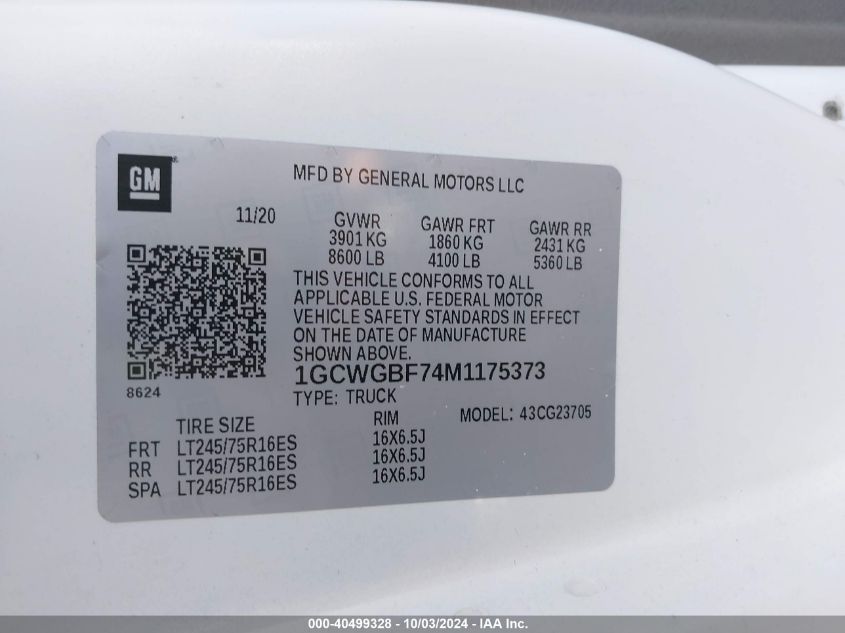 GM
MFD BY GENERAL MOTORS LLC
11/20
GVWR GAWR FRT GAWR RR
3901 KG 1860 KG 2431 KG
8600 LB 4100 LB 5360 LB
THIS VEHICLE CONFORMS TO ALL
APPLICABLE U.S. FEDERAL MOTOR
VEHICLE SAFETY STANDARDS IN EFFECT
ON THE DATE OF MANUFACTURE
SHOWN ABOVE.
1GCWGBF74M1175373
8624
TYPE: TRUCK
MODEL: 43CG23705
TIRE SIZE RIM
FRT LT245/75R16ES 16X6.5J
RR LT245/75R16ES 16X6.5J
SPA LT245/75R16ES 16X6.5J
000-40499328 - 10/03/2024 - IAA Inc.